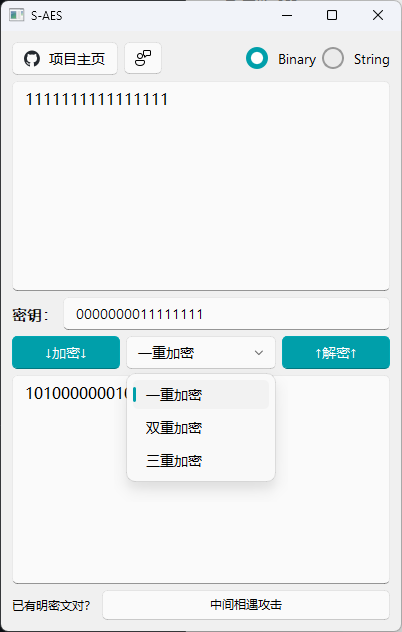 S-AES
项目主页 Binary String
1111111111111111
密钥： 0000000011111111
↓加密↓ 一重加密 ↑解密↑
10100000001
一重加密
双重加密
三重加密
已有明密文对？ 中间相遇攻击